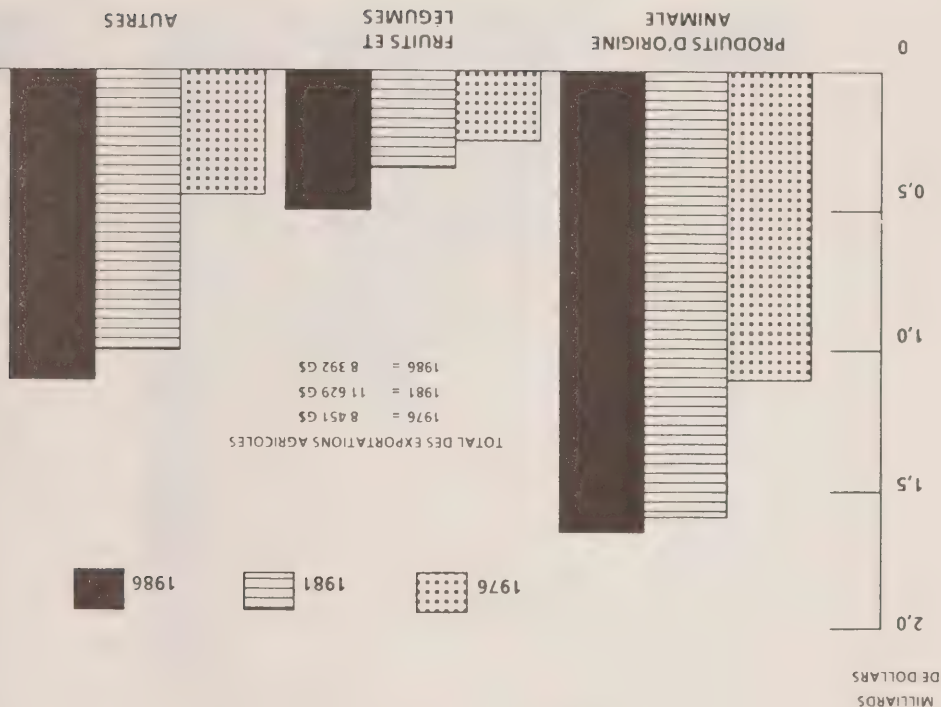 MILLIARDS
DE DOLLARS
2,0
1976 1981 1986
1,5
TOTAL DES EXPORTATIONS AGRICOLES
1976 = 8 451 G$
1981 = 11 629 G$
1986 = 8 392 G$
1,0
0,5
0
PRODUITS D'ORIGINE
ANIMALE
FRUITS ET
LÉGUMES
AUTRES